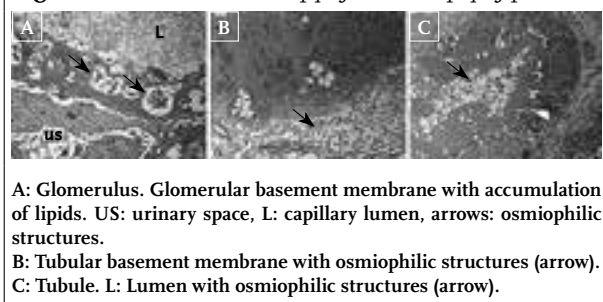 A
L
us
B
C
A: Glomerulus. Glomerular basement membrane with accumulation
of lipids. US: urinary space, L: capillary lumen, arrows: osmiophilic
structures.
B: Tubular basement membrane with osmiophilic structures (arrow).
C: Tubule. L: Lumen with osmiophilic structures (arrow).